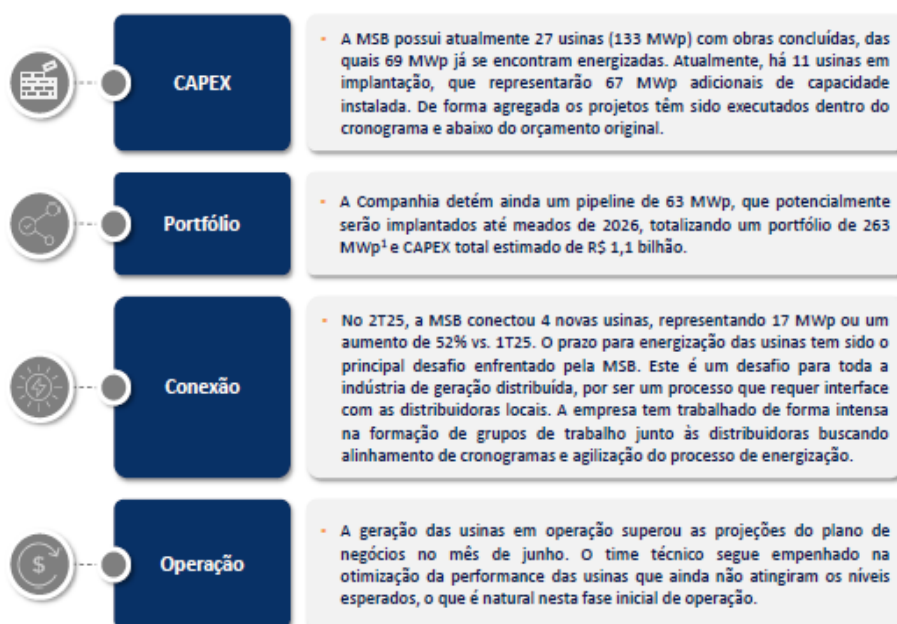 CAPEX
▪ A MSB possui atualmente 27 usinas (133 MWp) com obras concluídas, das
quais 69 MWp já se encontram energizadas. Atualmente, há 11 usinas em
implantação, que representarão 67 MWp adicionais de capacidade
instalada. De forma agregada os projetos têm sido executados dentro do
cronograma e abaixo do orçamento original.
Portfólio
▪ A Companhia detém ainda um pipeline de 63 MWp, que potencialmente
serão implantados até meados de 2026, totalizando um portfólio de 263
MWp¹ e CAPEX total estimado de R$ 1,1 bilhão.
Conexão
▪ No 2T25, a MSB conectou 4 novas usinas, representando 17 MWp ou um
aumento de 52% vs. 1T25. O prazo para energização das usinas tem sido o
principal desafio enfrentado pela MSB. Este é um desafio para toda a
indústria de geração distribuída, por ser um processo que requer interface
com as distribuidoras locais. A empresa tem trabalhado de forma intensa
na formação de grupos de trabalho junto às distribuidoras buscando
alinhamento de cronogramas e agilização do processo de energização.
$
Operação
▪ A geração das usinas em operação superou as projeções do plano de
negócios no mês de junho. O time técnico segue empenhado na
otimização da performance das usinas que ainda não atingiram os níveis
esperados, o que é natural nesta fase inicial de operação.